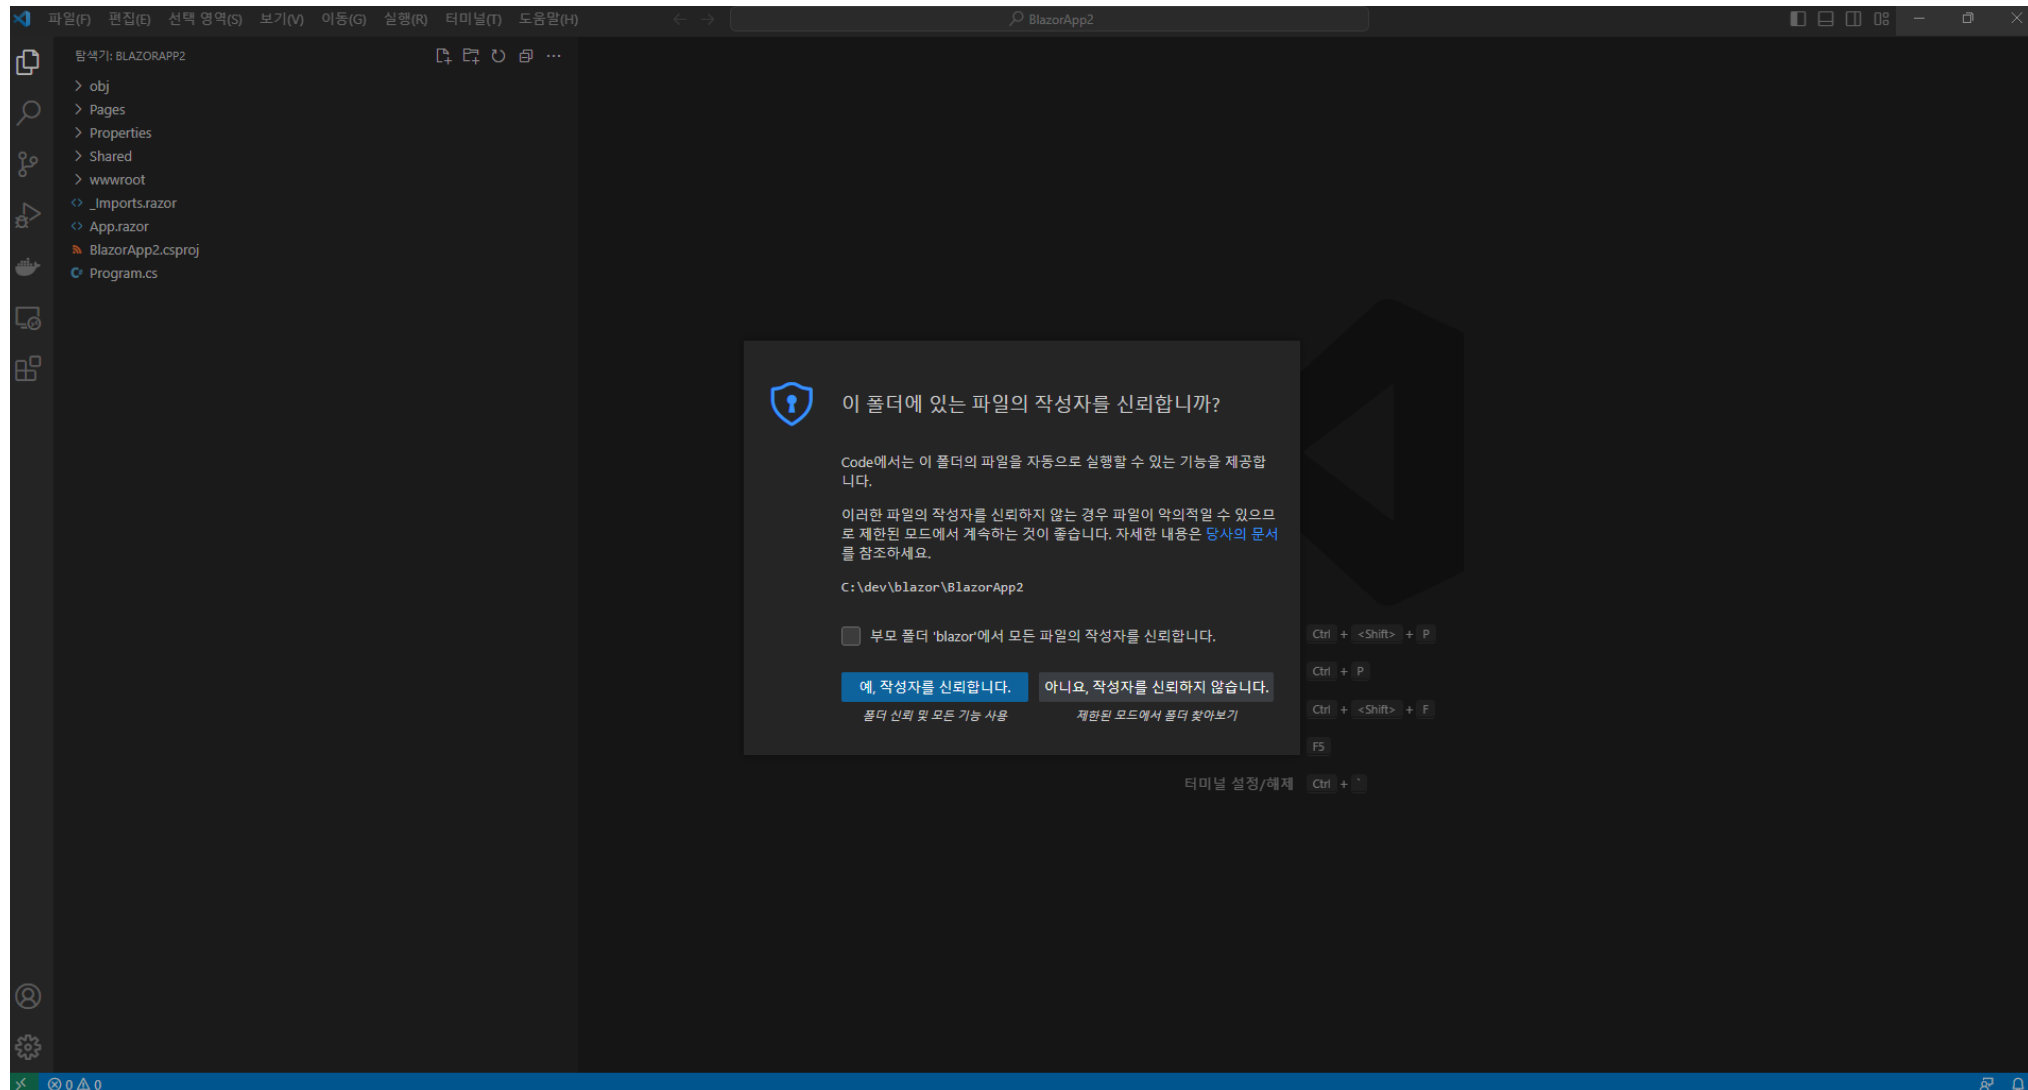 파일(F) 편집(E) 선택 영역(S) 보기(V) 이동(G) 실행(R) 터미널(T) 도움말(H) BlazorApp2
탐색기: BLAZORAPP2
obj
Pages
Properties
Shared
wwwroot
_Imports.razor
App.razor
BlazorApp2.csproj
Program.cs
이 폴더에 있는 파일의 작성자를 신뢰합니까?
Code에서는 이 폴더의 파일을 자동으로 실행할 수 있는 기능을 제공합
니다.
이러한 파일의 작성자를 신뢰하지 않는 경우 파일이 악의적일 수 있으므
로 제한된 모드에서 계속하는 것이 좋습니다. 자세한 내용은 당사의 문서
를 참조하세요.
C:\dev\blazor\BlazorApp2
부모 폴더 'blazor'에서 모든 파일의 작성자를 신뢰합니다.
예, 작성자를 신뢰합니다. 아니요, 작성자를 신뢰하지 않습니다.
폴더 신뢰 및 모든 기능 사용 제한된 모드에서 폴더 찾아보기
Ctrl + <Shift> + P
Ctrl + P
Ctrl + <Shift> + F
F5
터미널 설정/해제 Ctrl + `
0 0